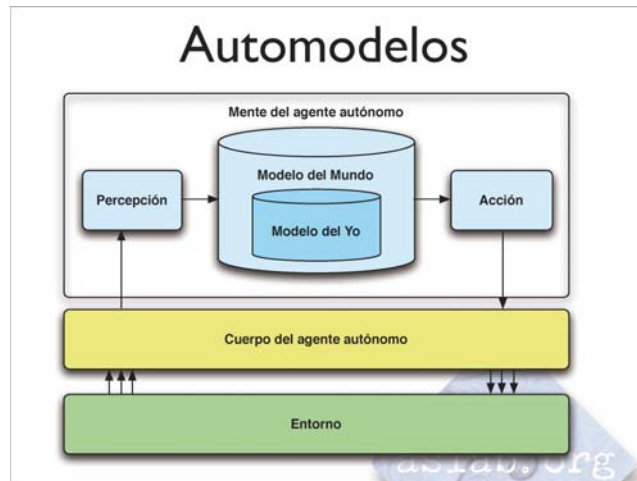 Automodelos
Mente del agente autónomo
Modelo del Mundo
Percepción
Acción
Modelo del Yo
Cuerpo del agente autónomo
Entorno
aslab.org